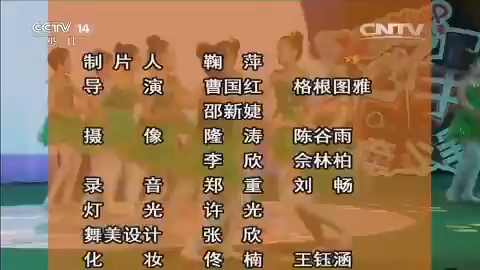 CCTV 14
少儿
CNTV
制片人 鞠萍
导演 曹国红 格根图雅
邵新婕
摄像 隆涛 陈谷雨
李欣 佘林柏
录音 郑重 刘畅
灯光 许光
舞美设计 张欣
化妆 佟楠 王钰涵